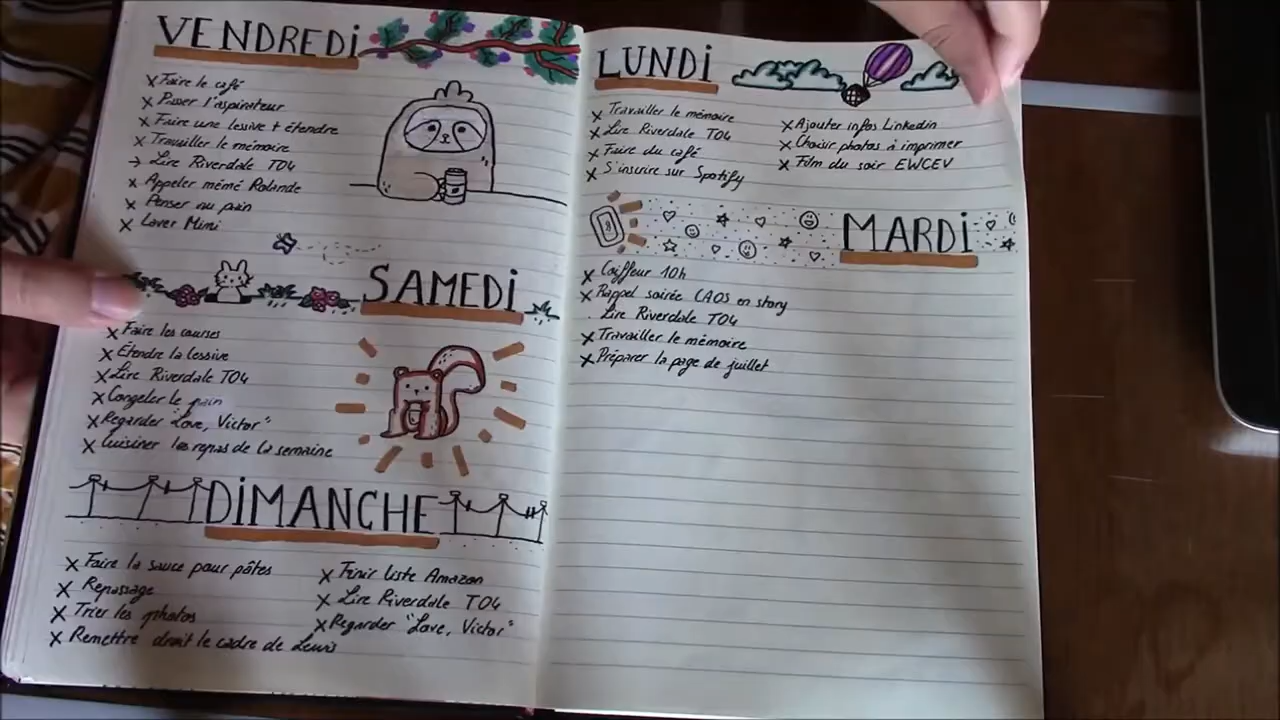 VENDREDI
x Faire le café
x Passer l'aspirateur
x Faire une lessive + étendre
x Travailler le mémoire
→ Lire Riverdale T04
x Appeler mémé Rolande
x Penser au pain
x Laver Mimi
SAMEDI
x Faire les courses
x Étendre la lessive
x Lire Riverdale T04
x Congeler le pain
x Regarder "Love, Victor"
x Cuisiner les repas de la semaine
DIMANCHE
x Faire la sauce pour pâtes
x Repassage
x Trier les photos
x Remettre droit le cadre de Lewis
x Finir liste Amazon
x Lire Riverdale T04
x Regarder "Love, Victor"
LUNDI
x Travailler le mémoire
x Lire Riverdale T04
x Faire du café
x S'inscrire sur Spotify
x Ajouter infos Linkedin
x Choisir photos à imprimer
x Film du soir EWCEV
MARDI
x Coiffeur 10h
x Rappel soirée CAOS en story
· Lire Riverdale T04
x Travailler le mémoire
x Préparer la page de juillet